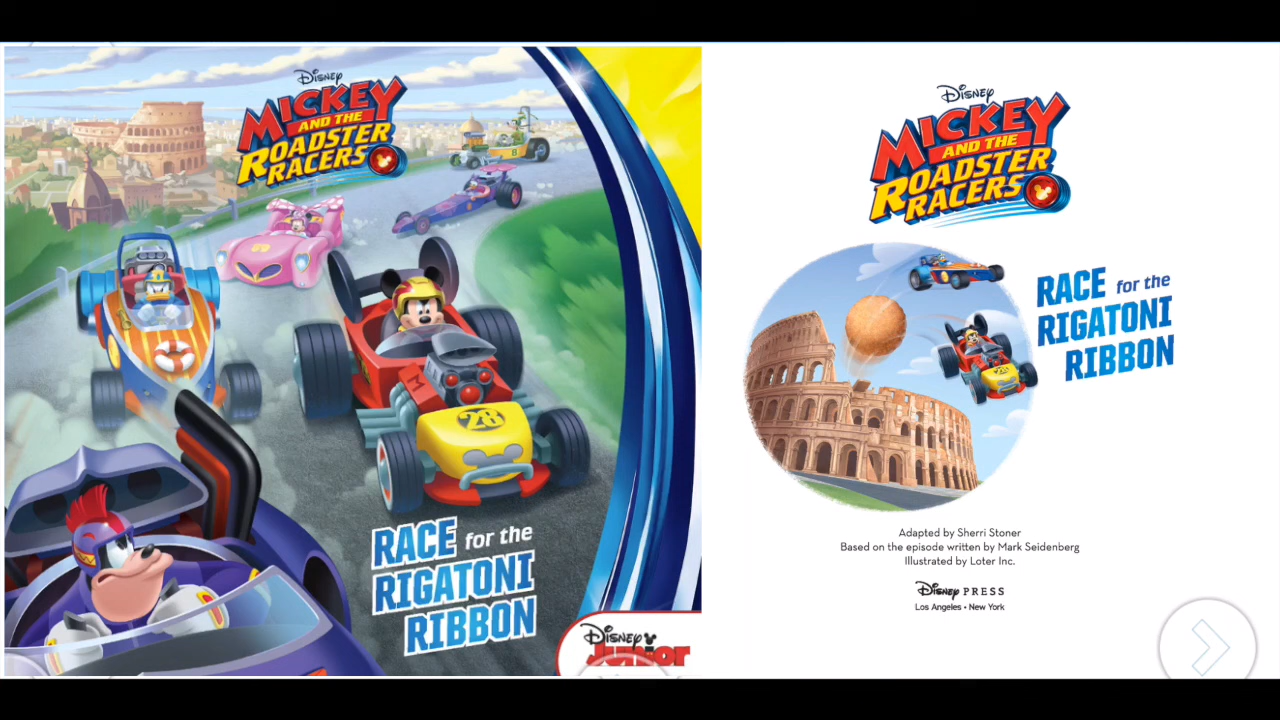 Disney
MICKEY
AND THE
ROADSTER
RACERS
8
M
28
RACE for the
RIGATONI
RIBBON
Disney
Junior
Disney
MICKEY
AND THE
ROADSTER
RACERS
28
RACE for the
RIGATONI
RIBBON
Adapted by Sherri Stoner
Based on the episode written by Mark Seidenberg
Illustrated by Loter Inc.
Disney PRESS
Los Angeles • New York